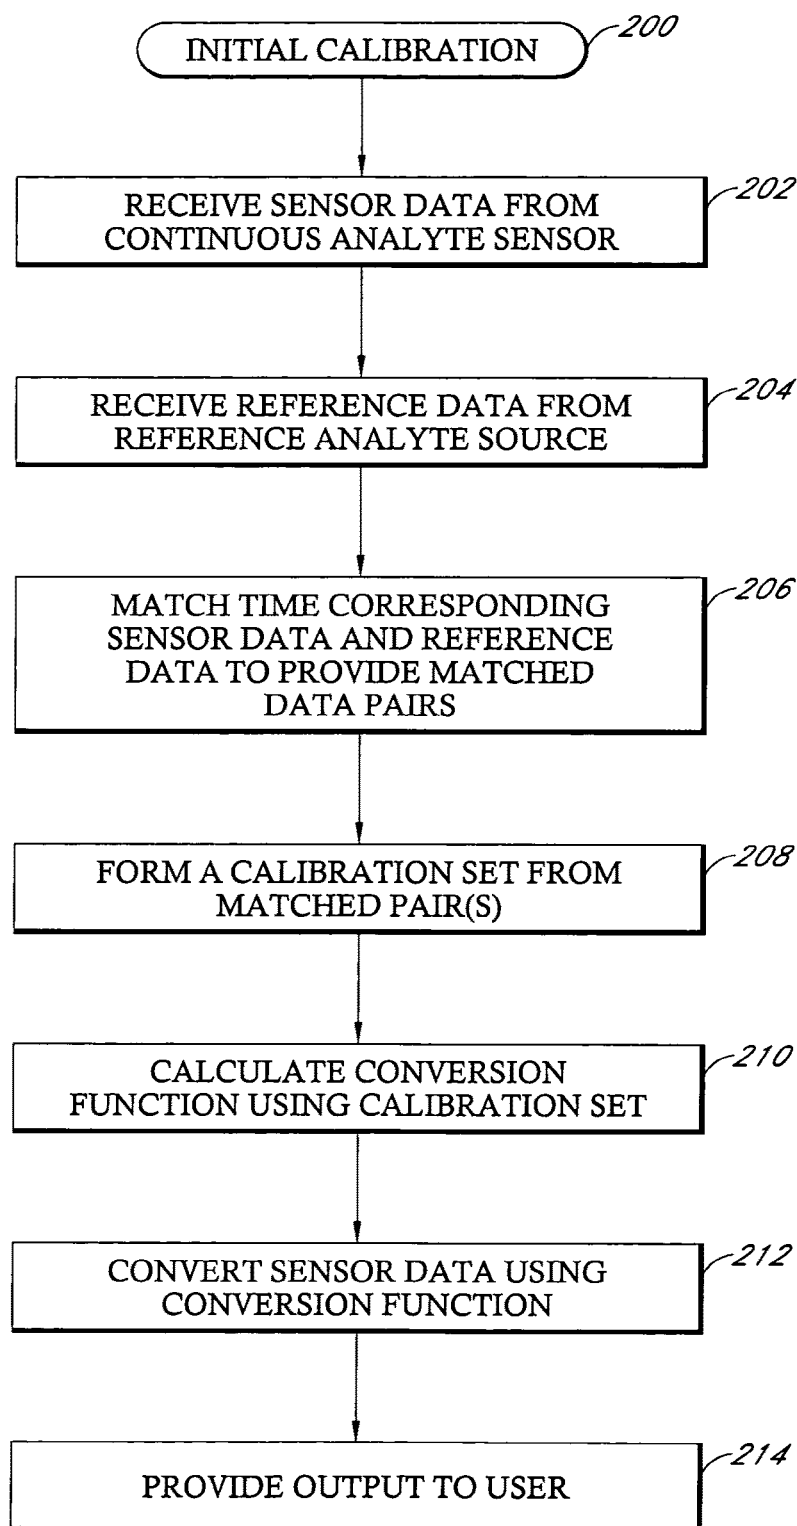 INITIAL CALIBRATION
200
RECEIVE SENSOR DATA FROM
CONTINUOUS ANALYTE SENSOR
202
RECEIVE REFERENCE DATA FROM
REFERENCE ANALYTE SOURCE
204
MATCH TIME CORRESPONDING
SENSOR DATA AND REFERENCE
DATA TO PROVIDE MATCHED
DATA PAIRS
206
FORM A CALIBRATION SET FROM
MATCHED PAIR(S)
208
CALCULATE CONVERSION
FUNCTION USING CALIBRATION SET
210
CONVERT SENSOR DATA USING
CONVERSION FUNCTION
212
PROVIDE OUTPUT TO USER
214